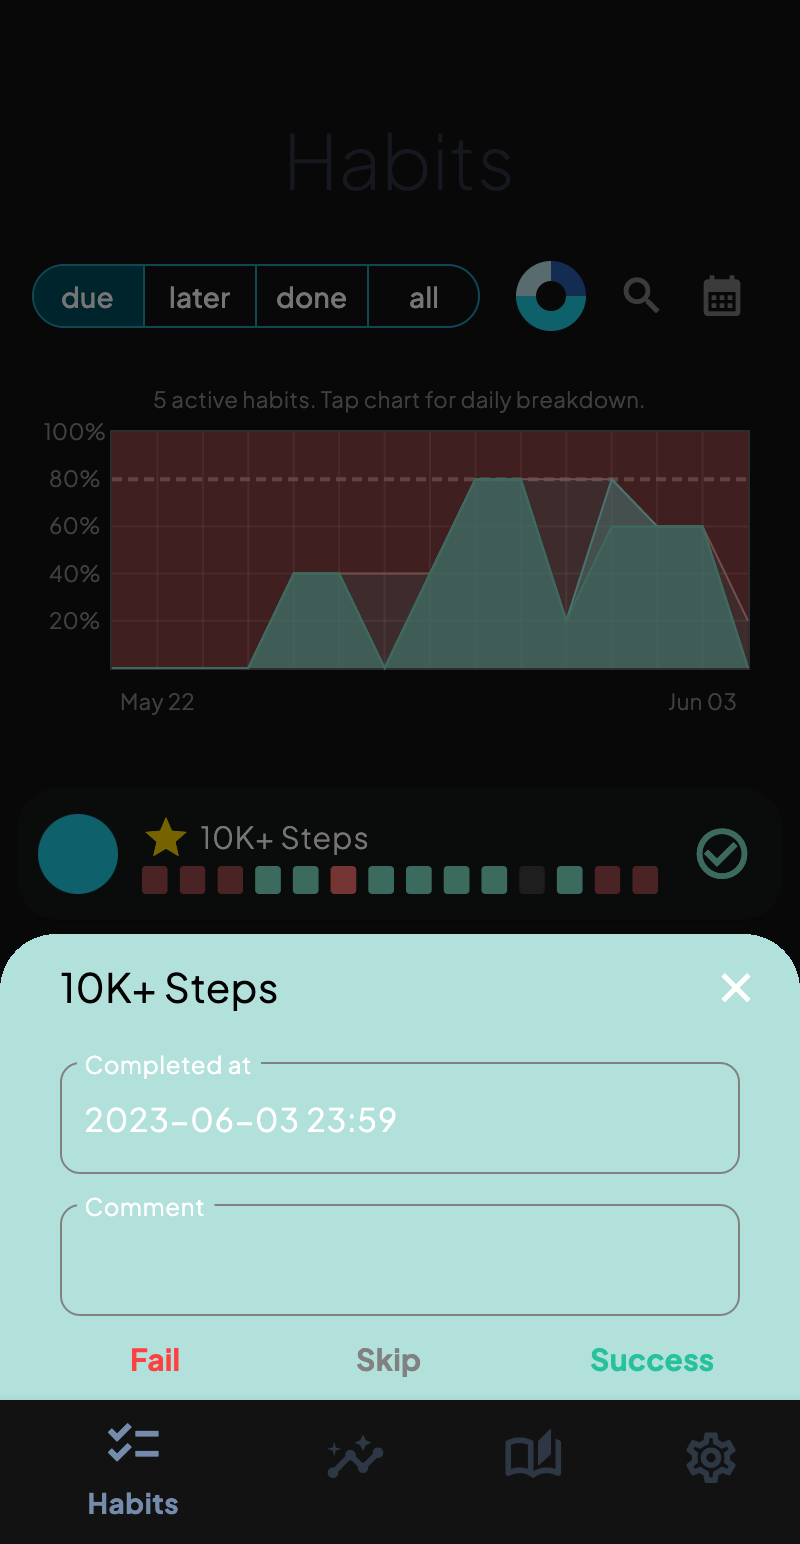 Habits
due later done all
5 active habits. Tap chart for daily breakdown.
100%
80%
60%
40%
20%
May 22 Jun 03
10K+ Steps
10K+ Steps
Completed at
2023-06-03 23:59
Comment
Fail Skip Success
Habits